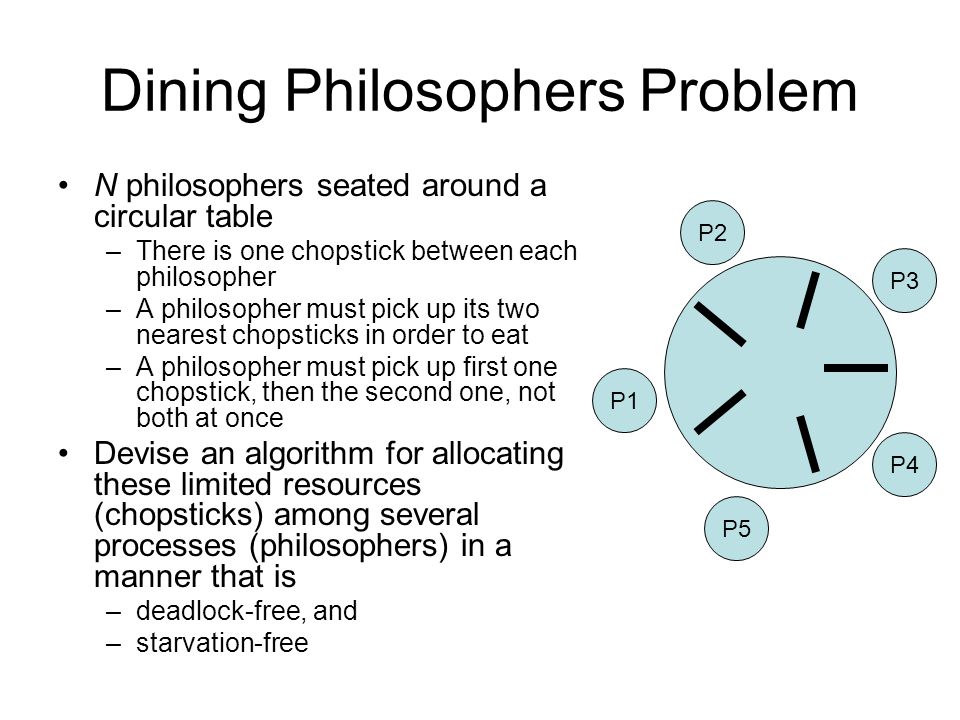 Dining Philosophers Problem
• N philosophers seated around a
circular table
– There is one chopstick between each
philosopher
– A philosopher must pick up its two
nearest chopsticks in order to eat
– A philosopher must pick up first one
chopstick, then the second one, not
both at once
• Devise an algorithm for allocating
these limited resources
(chopsticks) among several
processes (philosophers) in a
manner that is
– deadlock-free, and
– starvation-free
P2
P3
P1
P4
P5